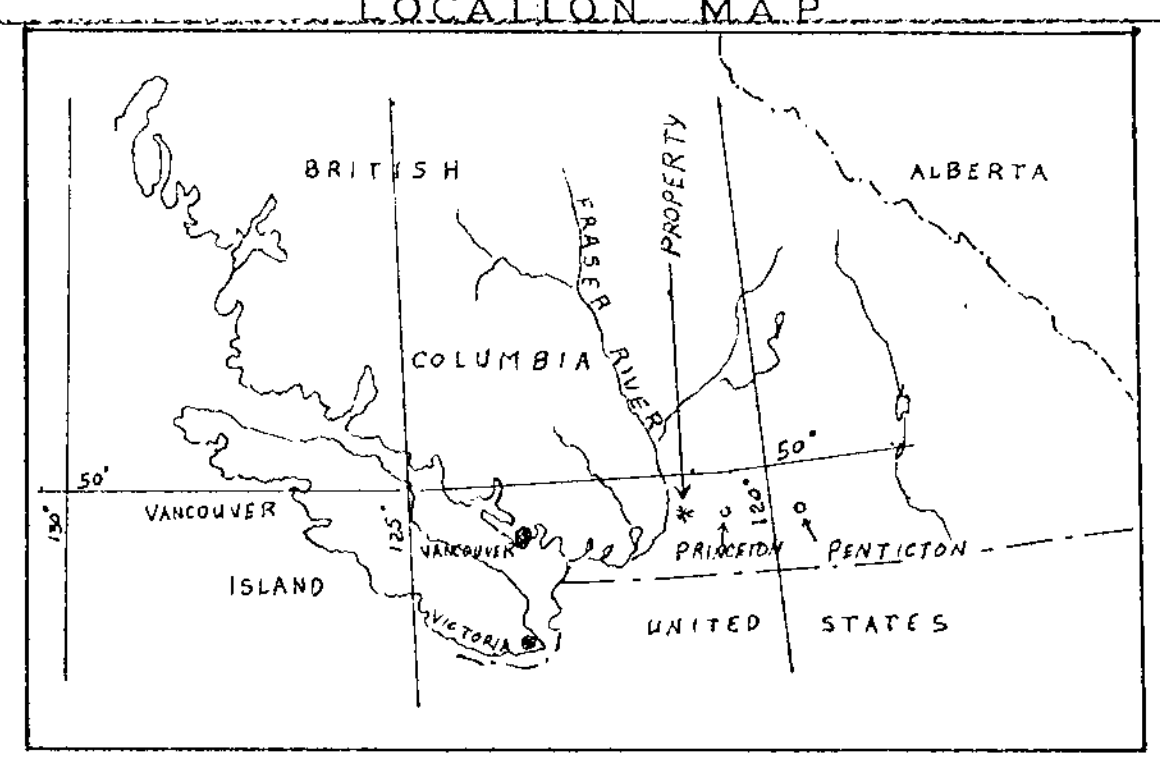 LOCATION MAP
BRITISH
ALBERTA
PROPERTY
FRASER RIVER
COLUMBIA
50°
50°
VANCOUVER
130°
125°
120°
VANCOUVER
PRINCETON
PENTICTON
ISLAND
VICTORIA
UNITED STATES